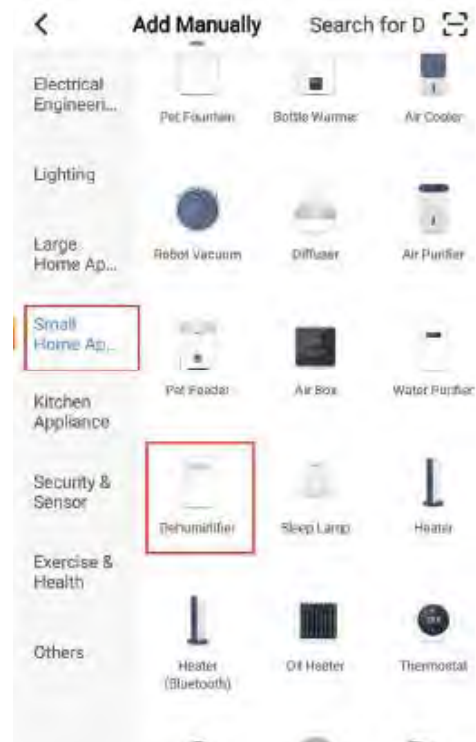 Add Manually
Search for D
Electrical
Engineeri...
Pet Fountain
Bottle Warmer
Air Cooler
Lighting
Robot Vacuum
Diffuser
Air Purifier
Large
Home Ap...
Small
Home Ap...
Pet Feeder
Air Box
Water Purifier
Kitchen
Appliance
Security &
Sensor
Dehumidifier
Sleep Lamp
Heater
Exercise &
Health
Others
Heater
(Bluetooth)
Oil Heater
Thermostat